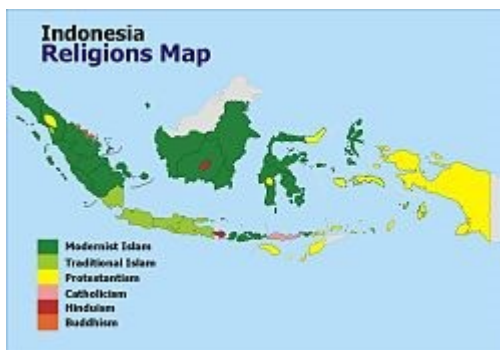 Indonesia
Religions Map
Modernist Islam
Traditional Islam
Protestantism
Catholicism
Hinduism
Buddhism